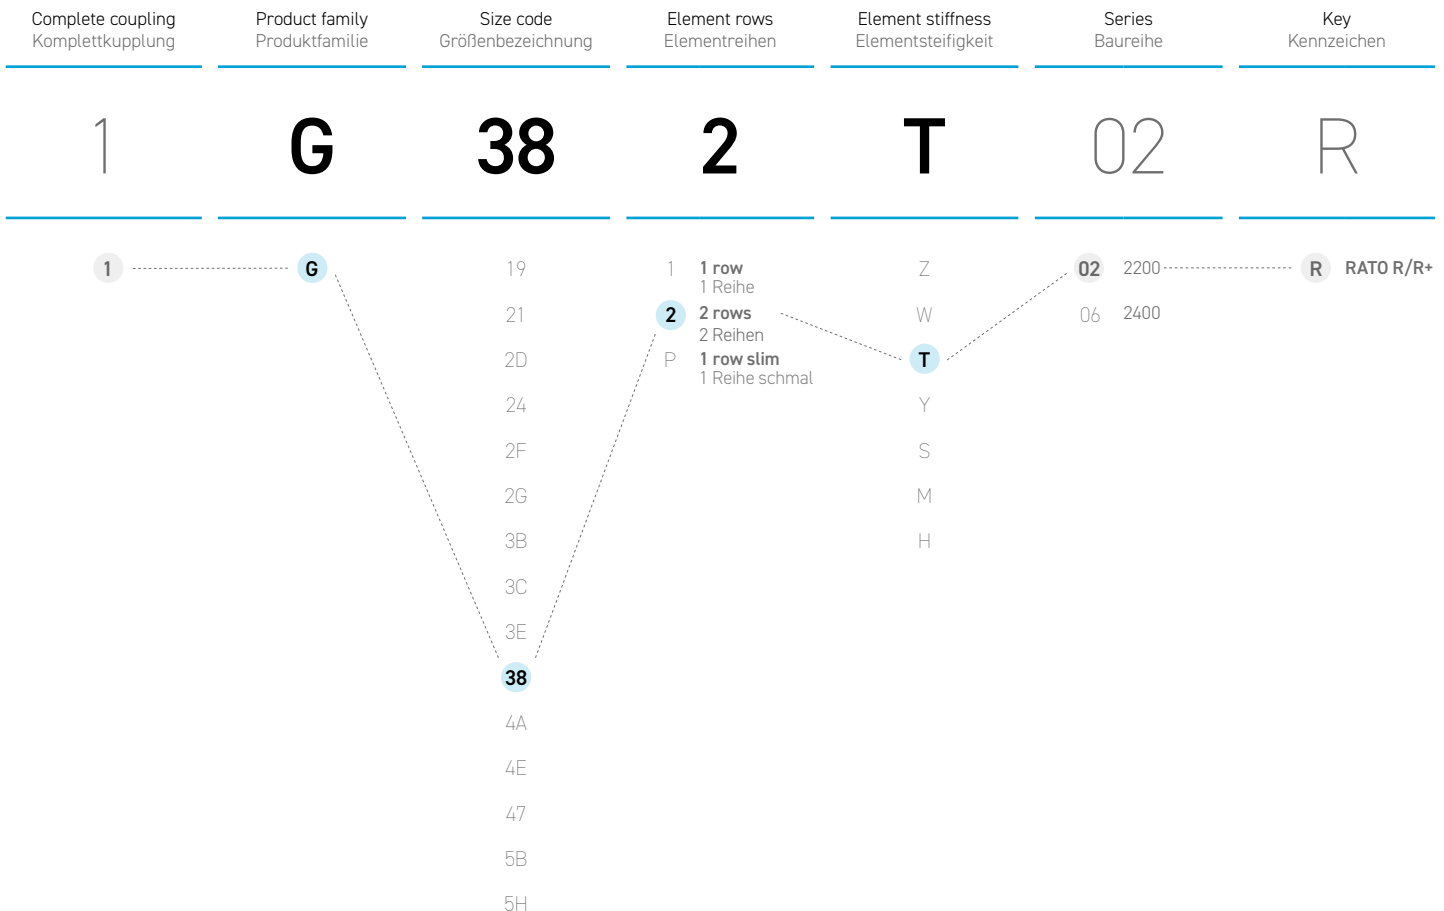 Complete coupling
Komplettkupplung
Product family
Produktfamilie
Size code
Größenbezeichnung
Element rows
Elementreihen
Element stiffness
Elementsteifigkeit
Series
Baureihe
Key
Kennzeichen
1
G
38
2
T
02
R
1
G
19
21
2D
24
2F
2G
3B
3C
3E
38
4A
4E
47
5B
5H
1 1 row
1 Reihe
2 2 rows
2 Reihen
P 1 row slim
1 Reihe schmal
Z
W
T
Y
S
M
H
02 2200
06 2400
R RATO R/R+